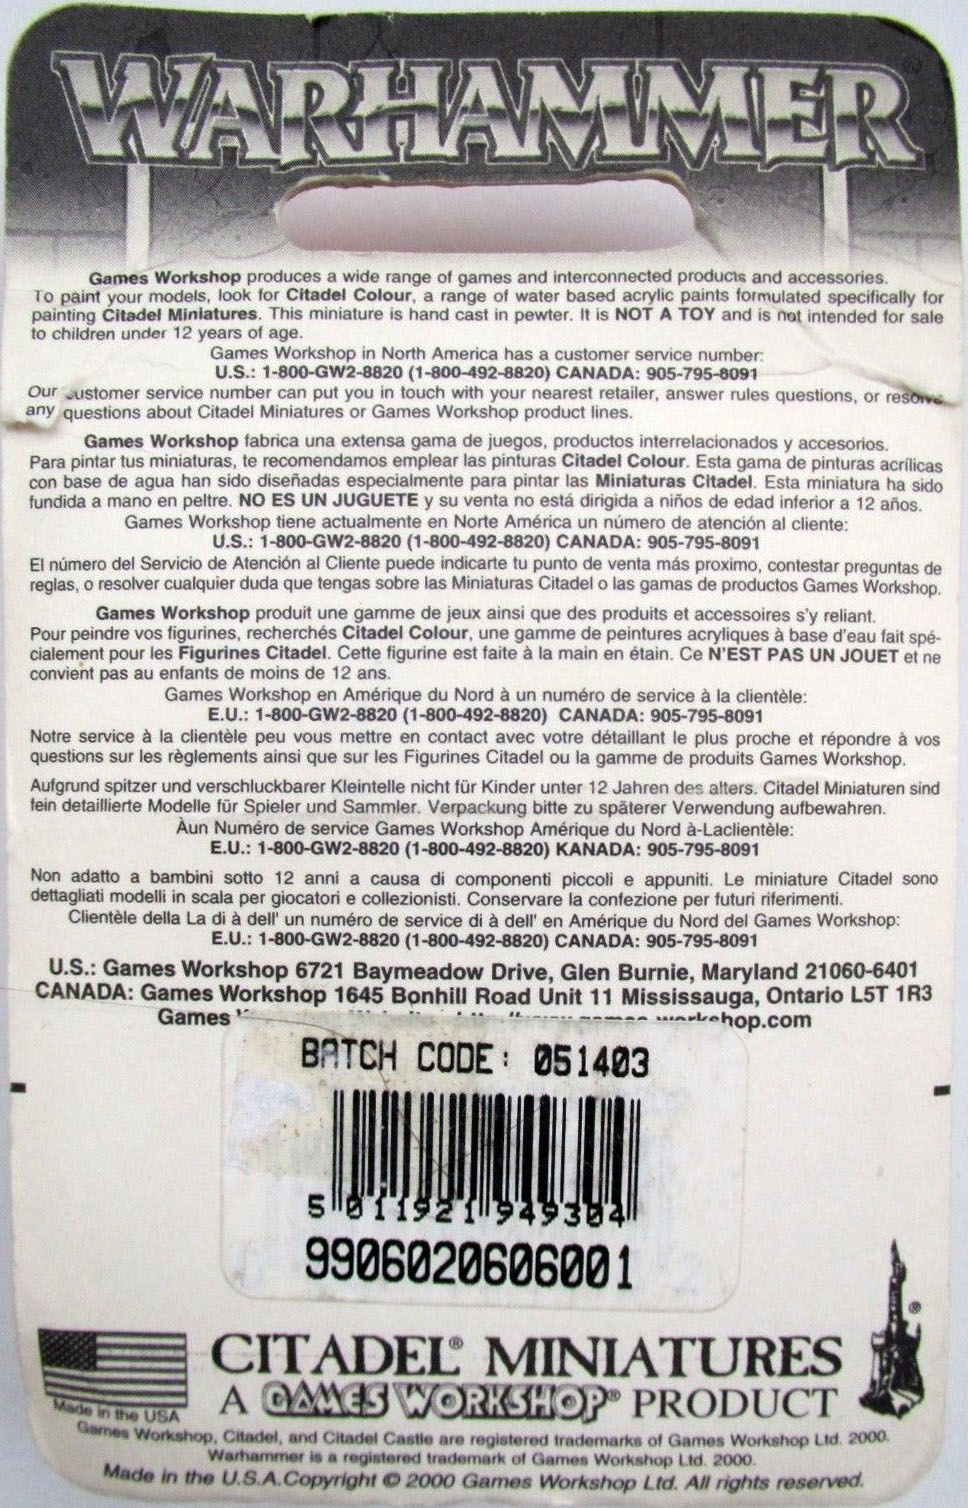 WARHAMMER
Games Workshop produces a wide range of games and interconnected products and accessories.
To paint your models, look for Citadel Colour, a range of water based acrylic paints formulated specifically for
painting Citadel Miniatures. This miniature is hand cast in pewter. It is NOT A TOY and is not intended for sale
to children under 12 years of age.
Games Workshop in North America has a customer service number:
U.S.: 1-800-GW2-8820 (1-800-492-8820) CANADA: 905-795-8091
Our customer service number can put you in touch with your nearest retailer, answer rules questions, or resolve
any questions about Citadel Miniatures or Games Workshop product lines.
Games Workshop fabrica una extensa gama de juegos, productos interrelacionados y accesorios.
Para pintar tus miniaturas, te recomendamos emplear las pinturas Citadel Colour. Esta gama de pinturas acrílicas
con base de agua han sido diseñadas especialmente para pintar las Miniaturas Citadel. Esta miniatura ha sido
fundida a mano en peltre. NO ES UN JUGUETE y su venta no está dirigida a niños de edad inferior a 12 años.
Games Workshop tiene actualmente en Norte América un número de atención al cliente:
U.S.: 1-800-GW2-8820 (1-800-492-8820) CANADA: 905-795-8091
El número del Servicio de Atención al Cliente puede indicarte tu punto de venta más proximo, contestar preguntas de
reglas, o resolver cualquier duda que tengas sobre las Miniaturas Citadel o las gamas de productos Games Workshop.
Games Workshop produit une gamme de jeux ainsi que des produits et accessoires s'y reliant.
Pour peindre vos figurines, recherchés Citadel Colour, une gamme de peintures acryliques à base d'eau fait spé-
cialement pour les Figurines Citadel. Cette figurine est faite à la main en étain. Ce N'EST PAS UN JOUET et ne
convient pas au enfants de moins de 12 ans.
Games Workshop en Amérique du Nord à un numéro de service à la clientèle:
E.U.: 1-800-GW2-8820 (1-800-492-8820) CANADA: 905-795-8091
Notre service à la clientèle peu vous mettre en contact avec votre détaillant le plus proche et répondre à vos
questions sur les règlements ainsi que sur les Figurines Citadel ou la gamme de produits Games Workshop.
Aufgrund spitzer und verschluckbarer Kleintelle nicht für Kinder unter 12 Jahren des alters. Citadel Miniaturen sind
fein detaillierte Modelle für Spieler und Sammler. Verpackung bitte zu späterer Verwendung aufbewahren.
Àun Numéro de service Games Workshop Amérique du Nord à-Laclientèle:
E.U.: 1-800-GW2-8820 (1-800-492-8820) KANADA: 905-795-8091
Non adatto a bambini sotto 12 anni a causa di componenti piccoli e appuniti. Le miniature Citadel sono
dettagliati modelli in scala per giocatori e collezionisti. Conservare la confezione per futuri riferimenti.
Clientèle della La di à dell' un numéro de service di à dell' en Amérique du Nord del Games Workshop:
E.U.: 1-800-GW2-8820 (1-800-492-8820) CANADA: 905-795-8091
U.S.: Games Workshop 6721 Baymeadow Drive, Glen Burnie, Maryland 21060-6401
CANADA: Games Workshop 1645 Bonhill Road Unit 11 Mississauga, Ontario L5T 1R3
Games workshop.com
BATCH CODE: 051403
5 011921 949304
99060206060​01
CITADEL® MINIATURES
A GAMES WORKSHOP® PRODUCT
Made in the USA
Games Workshop, Citadel, and Citadel Castle are registered trademarks of Games Workshop Ltd. 2000.
Warhammer is a registered trademark of Games Workshop Ltd. 2000.
Made in the U.S.A.Copyright © 2000 Games Workshop Ltd. All rights reserved.